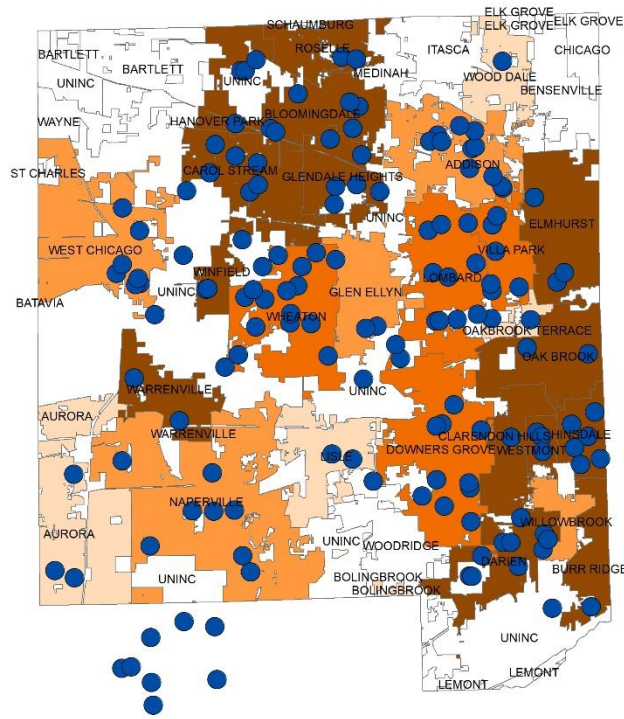 ELK GROVE
SCHAUMBURG
ELK GROVE
ELK GROVE
BARTLETT
ROSELLE
ITASCA
CHICAGO
BARTLETT
MEDINAH
UNINC
UNINC
WOOD DALE
BENSENVILLE
WAYNE
HANOVER PARK
BLOOMINGDALE
ADDISON
ST CHARLES
CAROL STREAM
GLENDALE HEIGHTS
UNINC
ELMHURST
WEST CHICAGO
VILLA PARK
WINFIELD
LOMBARD
UNINC
GLEN ELLYN
BATAVIA
WHEATON
OAKBROOK TERRACE
OAK BROOK
WARRENVILLE
UNINC
AURORA
WARRENVILLE
CLARENDON HILLS
HINSDALE
DOWNERS GROVE
WESTMONT
LISLE
NAPERVILLE
WILLOWBROOK
AURORA
UNINC
WOODRIDGE
DARIEN
BURR RIDGE
UNINC
BOLINGBROOK
BOLINGBROOK
UNINC
LEMONT
LEMONT